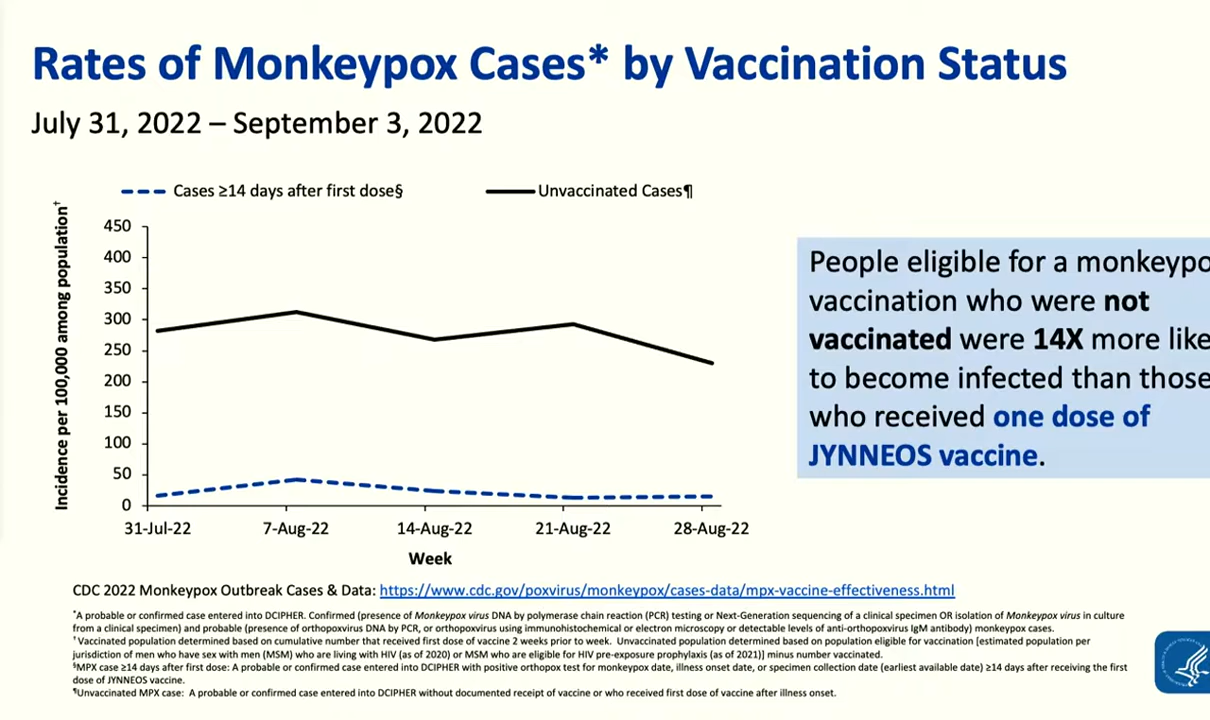 Rates of Monkeypox Cases* by Vaccination Status
July 31, 2022 – September 3, 2022
Cases ≥14 days after first dose§
Unvaccinated Cases¶
Incidence per 100,000 among population†
450
400
350
300
250
200
150
100
50
0
31-Jul-22
7-Aug-22
14-Aug-22
21-Aug-22
28-Aug-22
Week
People eligible for a monkeypo
vaccination who were not
vaccinated were 14X more like
to become infected than those
who received one dose of
JYNNEOS vaccine.
CDC 2022 Monkeypox Outbreak Cases & Data: https://www.cdc.gov/poxvirus/monkeypox/cases-data/mpx-vaccine-effectiveness.html
*A probable or confirmed case entered into DCIPHER. Confirmed (presence of Monkeypox virus DNA by polymerase chain reaction (PCR) testing or Next-Generation sequencing of a clinical specimen OR isolation of Monkeypox virus in culture
from a clinical specimen) and probable (presence of orthopoxvirus DNA by PCR, or orthopoxvirus using immunohistochemical or electron microscopy or detectable levels of anti-orthopoxvirus IgM antibody) monkeypox cases.
†Vaccinated population determined based on cumulative number that received first dose of vaccine 2 weeks prior to week. Unvaccinated population determined based on population eligible for vaccination [estimated population per
jurisdiction of men who have sex with men (MSM) who are living with HIV (as of 2020) or MSM who are eligible for HIV pre-exposure prophylaxis (as of 2021)] minus number vaccinated.
§MPX case ≥14 days after first dose: A probable or confirmed case entered into DCIPHER with positive orthopox test for monkeypox date, illness onset date, or specimen collection date (earliest available date) ≥14 days after receiving the first
dose of JYNNEOS vaccine.
¶Unvaccinated MPX case: A probable or confirmed case entered into DCIPHER without documented receipt of vaccine or who received first dose of vaccine after illness onset.